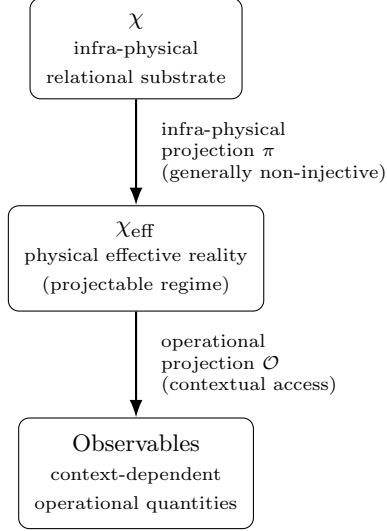 χ
infra-physical
relational substrate
infra-physical
projection π
(generally non-injective)
χeff
physical effective reality
(projectable regime)
operational
projection 𝒪
(contextual access)
Observables
context-dependent
operational quantities